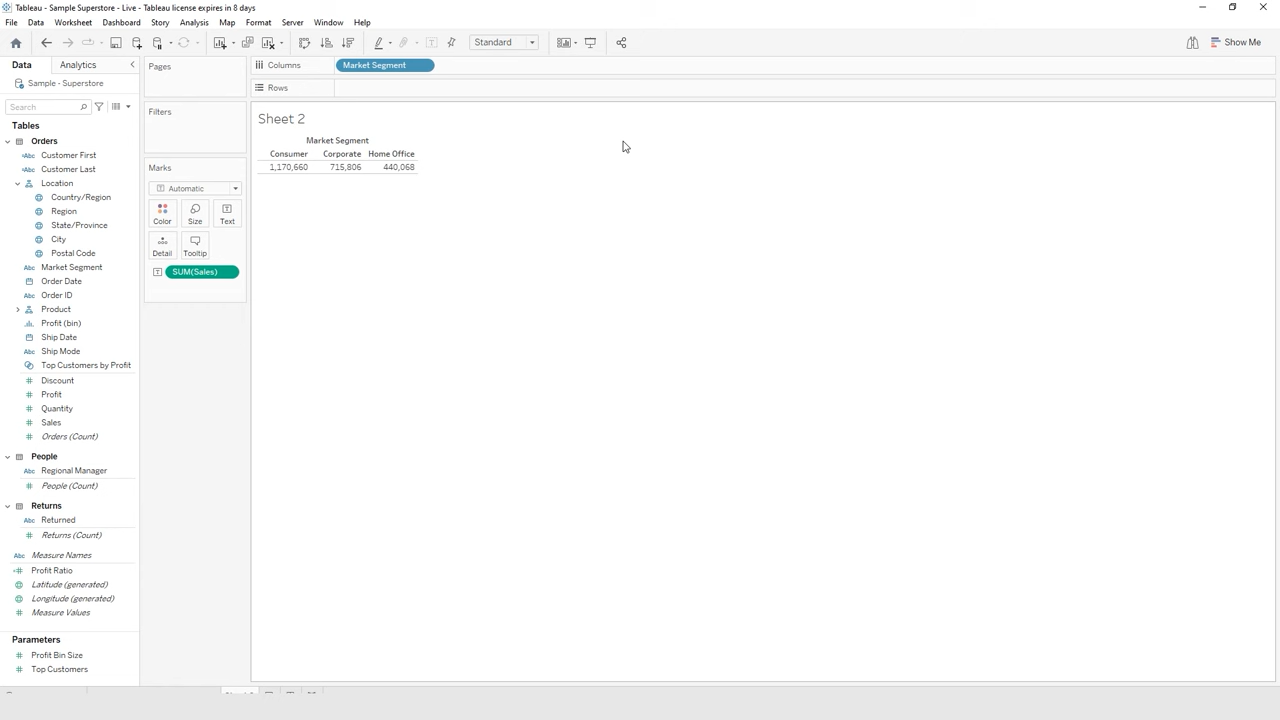 Tableau - Sample Superstore - Live - Tableau license expires in 8 days
File Data Worksheet Dashboard Story Analysis Map Format Server Window Help
Standard Show Me
Data Analytics Pages Columns Market Segment
Sample - Superstore Rows
Search Filters
Tables Sheet 2
Orders Market Segment
Customer First Consumer Corporate Home Office
Customer Last Marks 1,170,660 715,806 440,068
Location Automatic
Country/Region
Region
State/Province Color Size Text
City
Postal Code Detail Tooltip
Abc Market Segment SUM(Sales)
Order Date
Abc Order ID
Product
Profit (bin)
Ship Date
Abc Ship Mode
Top Customers by Profit
# Discount
# Profit
# Quantity
# Sales
# Orders (Count)
People
Abc Regional Manager
# People (Count)
Returns
Abc Returned
# Returns (Count)
Abc Measure Names
Profit Ratio
Latitude (generated)
Longitude (generated)
# Measure Values
Parameters
# Profit Bin Size
# Top Customers